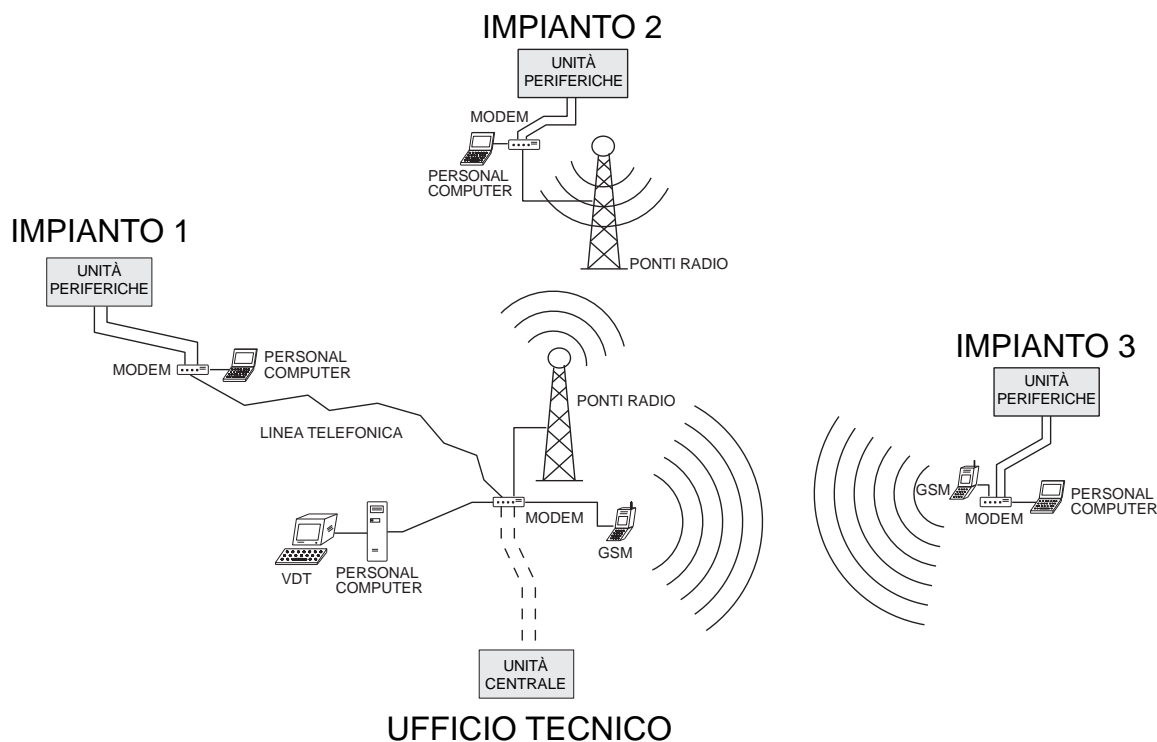 IMPIANTO 2
UNITÀ
PERIFERICHE
MODEM
PERSONAL
COMPUTER
PONTI RADIO
IMPIANTO 1
UNITÀ
PERIFERICHE
MODEM
PERSONAL
COMPUTER
LINEA TELEFONICA
PONTI RADIO
IMPIANTO 3
UNITÀ
PERIFERICHE
GSM
MODEM
PERSONAL
COMPUTER
MODEM
GSM
VDT
PERSONAL
COMPUTER
UNITÀ
CENTRALE
UFFICIO TECNICO